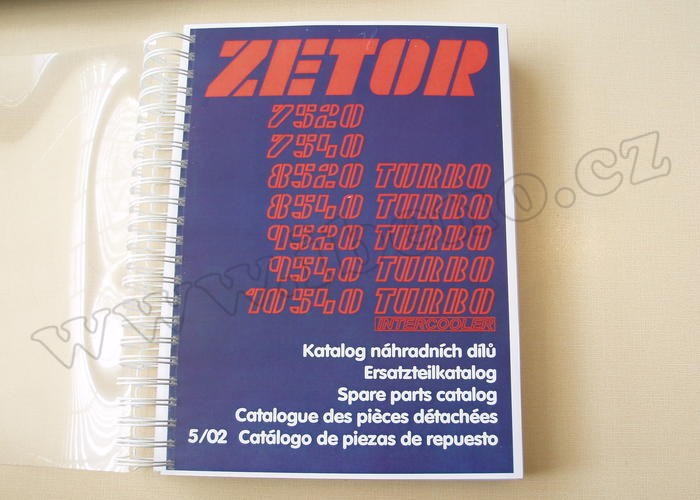 ZETOR
7520
7540
8520 TURBO
8540 TURBO
9520 TURBO
9540 TURBO
10540 TURBO
INTERCOOLER
Katalog náhradních dílů
Ersatzteilkatalog
Spare parts catalog
Catalogue des pièces détachées
5/02 Catálogo de piezas de repuesto